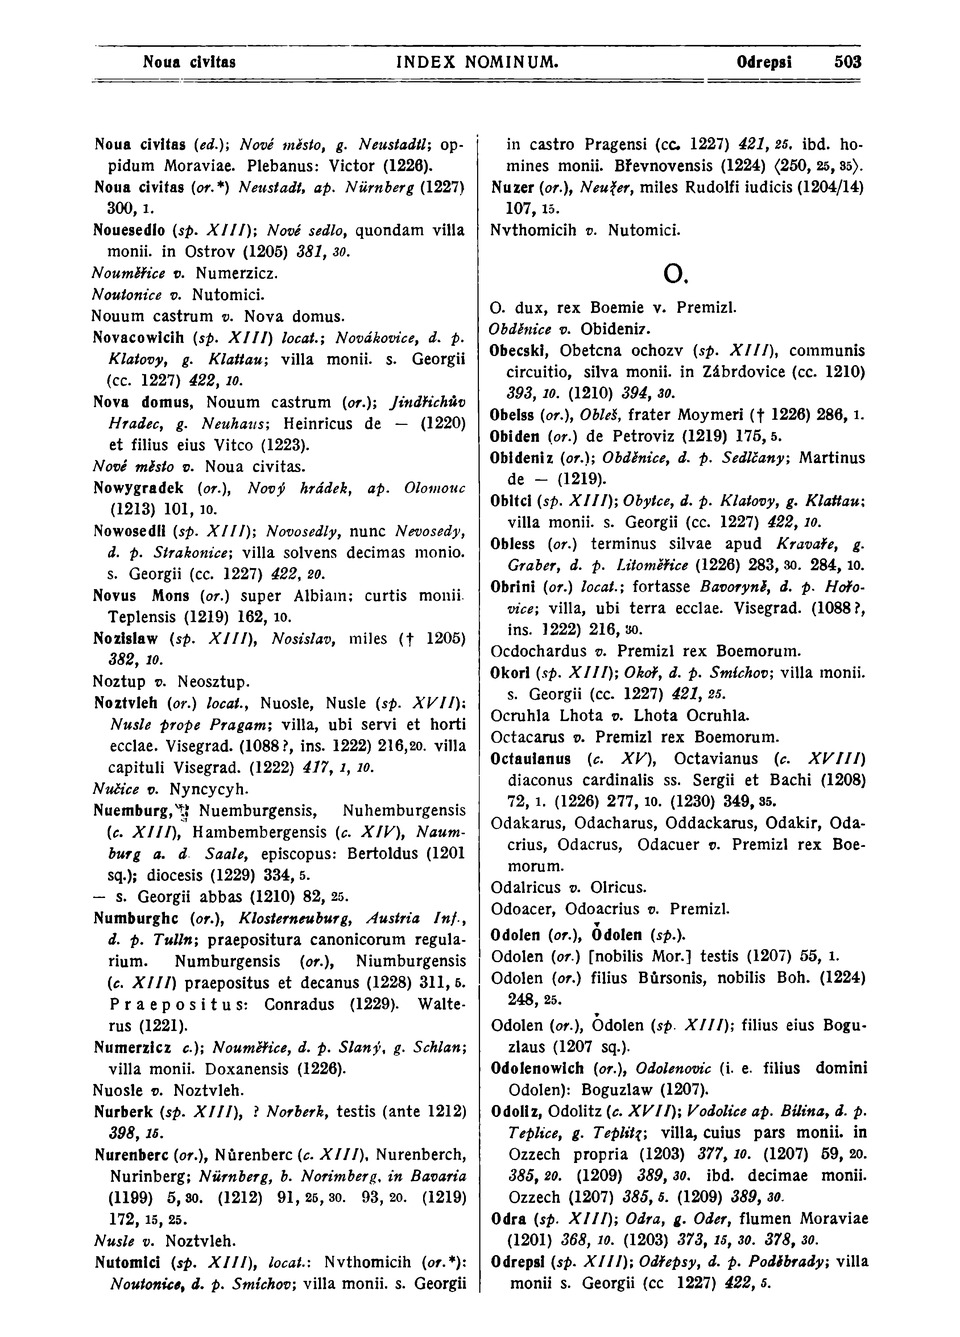 Noua civitas INDEX NOMINUM. Odrepsi 503
Noua civitas (ed.); Nové město, g. Neustadtl; op-
pidum Moraviae. Plebanus: Victor (1226).
Noua civitas (or.*) Neustadt, ap. Nürnberg (1227)
300, 1.
Nouesedlo (sp. XIII); Nové sedlo, quondam villa
monii. in Ostrov (1205) 381, 30.
Nouměřice v. Numerzicz.
Noutonice v. Nutomici.
Nouum castrum v. Nova domus.
Novacowicih (sp. XIII) locat.; Novákovice, d. p.
Klatovy, g. Klattau; villa monii. s. Georgii
(cc. 1227) 422, 10.
Nova domus, Nouum castrum (or.); Jindřichův
Hradec, g. Neuhaus; Heinricus de — (1220)
et filius eius Vitco (1223).
Nové město v. Noua civitas.
Nowygradek (or.), Nový hrádek, ap. Olomouc
(1213) 101, 10.
Nowosedli (sp. XIII); Novosedly, nunc Nevosedy,
d. p. Strakonice; villa solvens decimas monio.
s. Georgii (cc. 1227) 422, 20.
Novus Mons (or.) super Albiam; curtis monii.
Teplensis (1219) 162, 10.
Nozislaw (sp. XIII), Nosislav, miles († 1205)
382, 10.
Noztup v. Neosztup.
Noztvleh (or.) locat., Nuosle, Nusle (sp. XVII);
Nusle prope Pragam; villa, ubi servi et horti
ecclae. Visegrad. (1088?, ins. 1222) 216,20. villa
capituli Visegrad. (1222) 417, 1, 10.
Nučice v. Nyncycyh.
Nuemburg, Nuemburgensis, Nuhemburgensis
(c. XIII), Hambembergensis (c. XIV), Naum-
burg a. d Saale, episcopus: Bertoldus (1201
sq.); diocesis (1229) 334, 5.
— s. Georgii abbas (1210) 82, 25.
Numburghc (or.), Klosterneuburg, Austria Inf.,
d. p. Tulln; praepositura canonicorum regula-
rium. Numburgensis (or.), Niumburgensis
(c. XIII) praepositus et decanus (1228) 311, 5.
Praepositus: Conradus (1229). Walte-
rus (1221).
Numerzicz c.); Nouměřice, d. p. Slaný, g. Schlan;
villa monii. Doxanensis (1226).
Nuosle v. Noztvleh.
Nurberk (sp. XIII), ? Norberk, testis (ante 1212)
398, 15.
Nurenberc (or.), Nůrenberc (c. XIII), Nurenberch,
Nurinberg; Nürnberg, b. Norimberg, in Bavaria
(1199) 5, 30. (1212) 91, 25, 30. 93, 20. (1219)
172, 15, 25.
Nusle v. Noztvleh.
Nutomici (sp. XIII), locat.: Nvthomicih (or.*):
Noutonice, d. p. Smíchov; villa monii. s. Georgii
in castro Pragensi (cc. 1227) 421, 25. ibd. ho-
mines monii. Břevnovensis (1224) ⟨250, 25, 35⟩.
Nuzer (or.), Neuʒer, miles Rudolfi iudicis (1204/14)
107, 15.
Nvthomicih v. Nutomici.
O.
O. dux, rex Boemie v. Premizl.
Obděnice v. Obideniz.
Obecski, Obetcna ochozv (sp. XIII), communis
circuitio, silva monii. in Zábrdovice (cc. 1210)
393, 10. (1210) 394, 30.
Obelss (or.), Obleš, frater Moymeri († 1226) 286, 1.
Obiden (or.) de Petroviz (1219) 175, 5.
Obideniz (or.); Obděnice, d. p. Sedlčany; Martinus
de — (1219).
Obitci (sp. XIII); Obytce, d. p. Klatovy, g. Klattau;
villa monii. s. Georgii (cc. 1227) 422, 10.
Obless (or.) terminus silvae apud Kravaře, g.
Graber, d. p. Litoměřice (1226) 283, 30. 284, 10.
Obrini (or.) locat.; fortasse Bavoryně, d. p. Hořo-
vice; villa, ubi terra ecclae. Visegrad. (1088?,
ins. 1222) 216, 30.
Ocdochardus v. Premizl rex Boemorum.
Okori (sp. XIII); Okoř, d. p. Smíchov; villa monii.
s. Georgii (cc. 1227) 421, 25.
Ocruhla Lhota v. Lhota Ocruhla.
Octacarus v. Premizl rex Boemorum.
Octauianus (c. XV), Octavianus (c. XVIII)
diaconus cardinalis ss. Sergii et Bachi (1208)
72, 1. (1226) 277, 10. (1230) 349, 35.
Odakarus, Odacharus, Oddackarus, Odakir, Oda-
crius, Odacrus, Odacuer v. Premizl rex Boe-
morum.
Odalricus v. Olricus.
Odoacer, Odoacrius v. Premizl.
Odolen (or.), Ǒdolen (sp.).
Odolen (or.) [nobilis Mor.] testis (1207) 55, 1.
Odolen (or.) filius Bůrsonis, nobilis Boh. (1224)
248, 25.
Odolen (or.), Ǒdolen (sp. XIII); filius eius Bogu-
zlaus (1207 sq.).
Odolenowich (or.), Odolenovic (i. e. filius domini
Odolen): Boguzlaw (1207).
Odoliz, Odolitz (c. XVII); Vodolice ap. Bilina, d. p.
Teplice, g. Teplitʒ; villa, cuius pars monii. in
Ozzech propria (1203) 377, 10. (1207) 59, 20.
385, 20. (1209) 389, 30. ibd. decimae monii.
Ozzech (1207) 385, 5. (1209) 389, 30.
Odra (sp. XIII); Odra, g. Oder, flumen Moraviae
(1201) 368, 10. (1203) 373, 15, 30. 378, 30.
Odrepsi (sp. XIII); Odřepsy, d. p. Poděbrady; villa
monii s. Georgii (cc 1227) 422, 5.